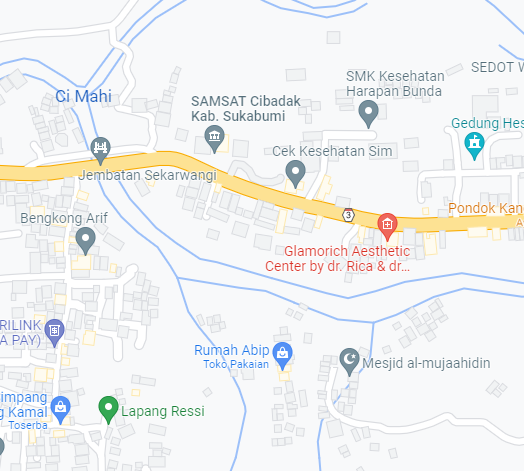 SEDOT W
SMK Kesehatan
Harapan Bunda
Ci Mahi
SAMSAT Cibadak
Kab. Sukabumi
Gedung Hes
Cek Kesehatan Sim
Jembatan Sekarwangi
Pondok Kan
A
3
Bengkong Arif
Glamorich Aesthetic
Center by dr. Rica & dr...
RILINK
A PAY)
Rumah Abip
Toko Pakaian
Mesjid al-mujaahidin
impang
g Kamal
Toserba
Lapang Ressi